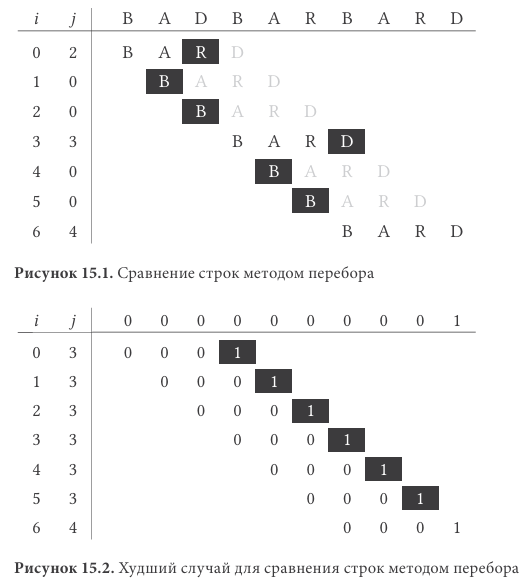 i j B A D B A R B A R D
0 2 B A R D
1 0 B A R D
2 0 B A R D
3 3 B A R D
4 0 B A R D
5 0 B A R D
6 4 B A R D
Рисунок 15.1. Сравнение строк методом перебора
i j 0 0 0 0 0 0 0 0 0 1
0 3 0 0 0 1
1 3 0 0 0 1
2 3 0 0 0 1
3 3 0 0 0 1
4 3 0 0 0 1
5 3 0 0 0 1
6 4 0 0 0 1
Рисунок 15.2. Худший случай для сравнения строк методом перебора